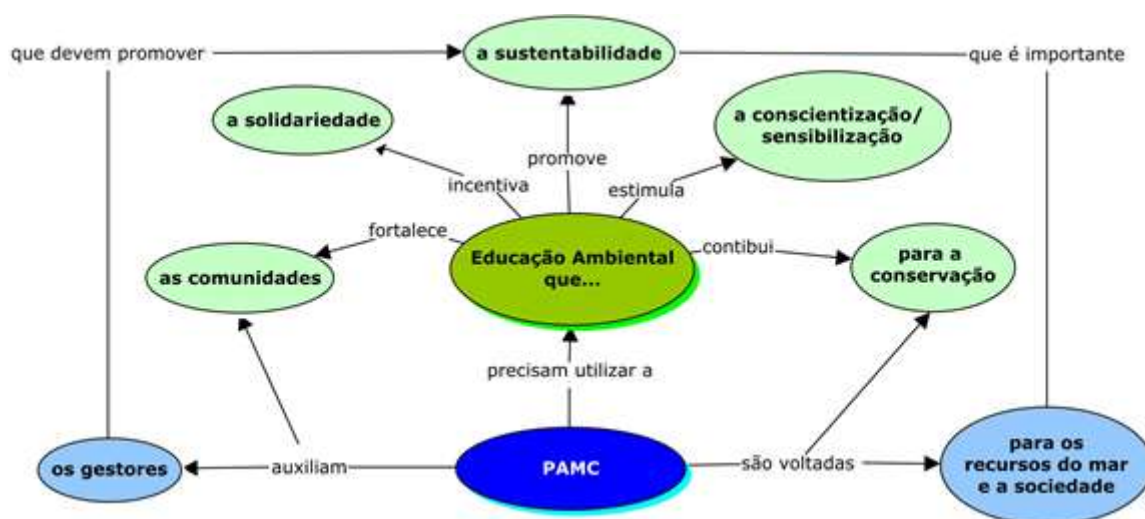 que devem promover
a sustentabilidade
que é importante
a solidariedade
a conscientização/
sensibilização
promove
incentiva
estimula
fortalece
contibui
as comunidades
Educação Ambiental
que...
para a
conservação
precisam utilizar a
os gestores
auxiliam
PAMC
são voltadas
para os
recursos do mar
e a sociedade